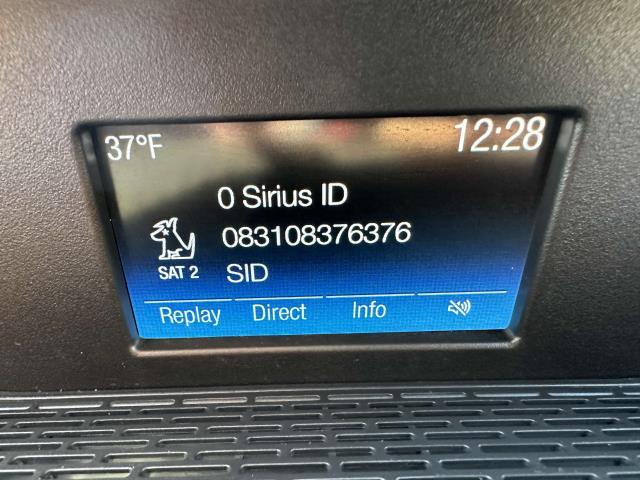 37°F 12:28
0 Sirius ID
083108376376
SAT 2 SID
Replay Direct Info